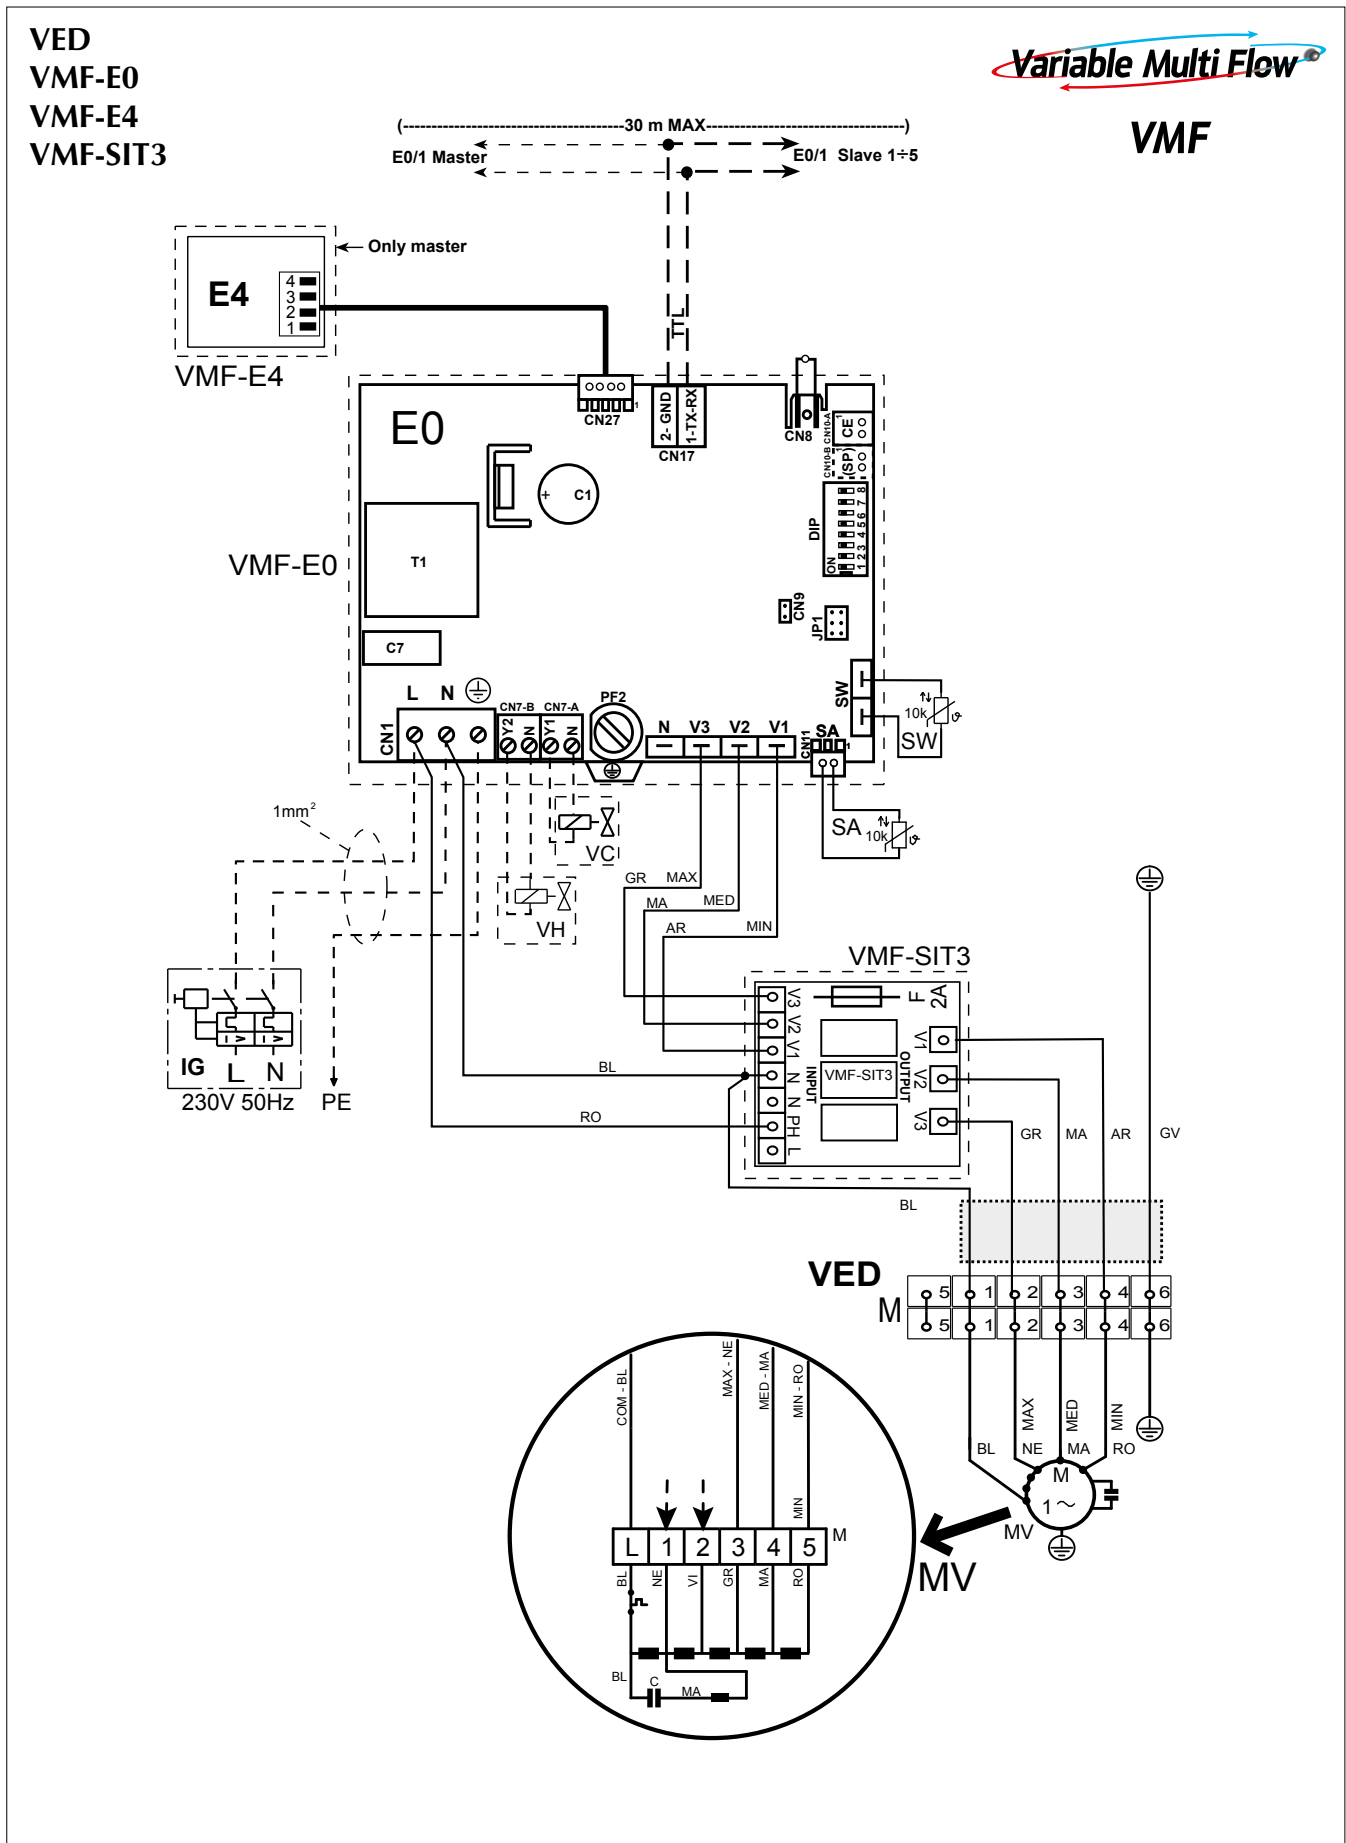 VED
VMF-E0
VMF-E4
VMF-SIT3
Variable Multi Flow
VMF
(----------------------------------------30 m MAX-----------------------------------)
E0/1 Master
E0/1 Slave 1÷5
Only master
E4
4
3
2
1
VMF-E4
TTL
E0
CN27
1
2- GND
1-TX-RX
CN17
CN8
CN10-A
CE
1
CN10-B
(SP)
1
DIP
ON
1 2 3 4 5 6 7 8
+ C1
VMF-E0
T1
C7
CN9
JP1
SW
10k
ϑ
SW
L N
CN1
CN7-B CN7-A
Y2
N
Y1
N
PF2
N V3 V2 V1
CN11
SA
1
SA
10k
ϑ
1mm²
VC
VH
GR MAX
MA MED
AR MIN
VMF-SIT3
V3
V2
V1
N
N
PH
L
INPUT
F 2A
VMF-SIT3
OUTPUT
V1
V2
V3
BL
RO
I> I>
IG L N
230V 50Hz PE
GR MA AR GV
BL
VED
M
5 1 2 3 4 6
5 1 2 3 4 6
MAX
MED
MIN
BL NE MA RO
M
1 ~
MV
MV
COM - BL
MAX - NE
MED - MA
MIN - RO
MIN
L 1 2 3 4 5 M
BL
NE
VI
GR
MA
RO
BL
C
MA